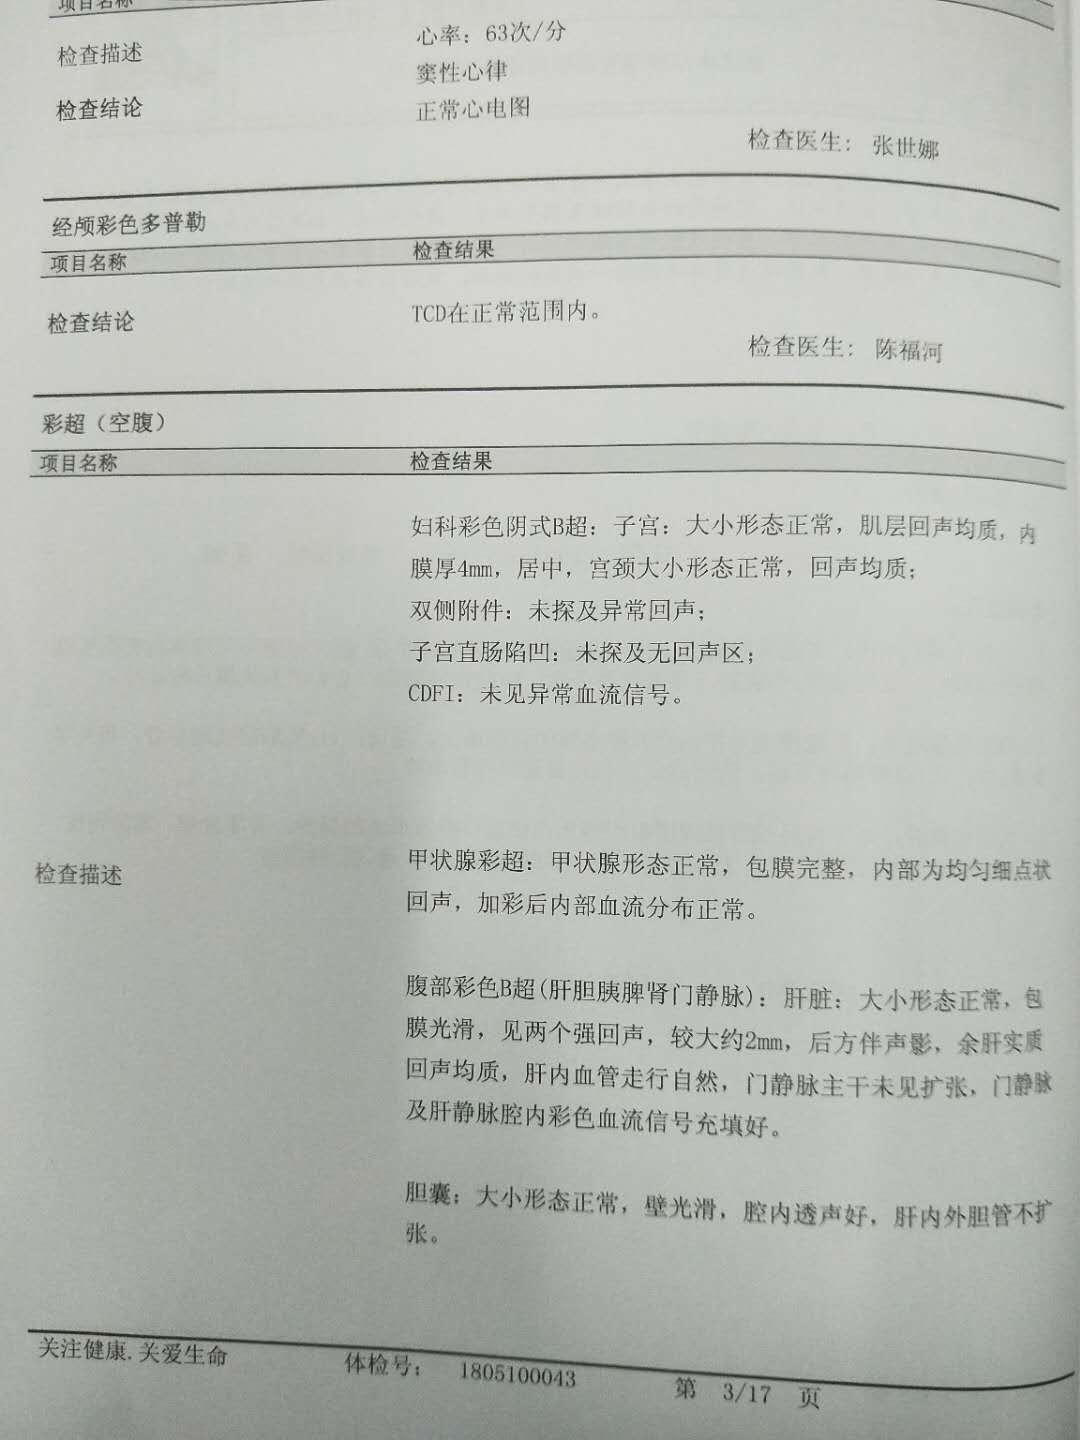 项目名称
检查描述
心率：63次/分
窦性心律
检查结论
正常心电图
检查医生：张世娜
经颅彩色多普勒
项目名称 检查结果
检查结论 TCD在正常范围内。
检查医生：陈福河
彩超（空腹）
项目名称 检查结果
妇科彩色阴式B超：子宫：大小形态正常，肌层回声均质，内
膜厚4mm，居中，宫颈大小形态正常，回声均质；
双侧附件：未探及异常回声；
子宫直肠陷凹：未探及无回声区；
CDFI：未见异常血流信号。
检查描述
甲状腺彩超：甲状腺形态正常，包膜完整，内部为均匀细点状
回声，加彩后内部血流分布正常。
腹部彩色B超(肝胆胰脾肾门静脉)：肝脏：大小形态正常，包
膜光滑，见两个强回声，较大约2mm，后方伴声影，余肝实质
回声均质，肝内血管走行自然，门静脉主干未见扩张，门静脉
及肝静脉腔内彩色血流信号充填好。
胆囊：大小形态正常，壁光滑，腔内透声好，肝内外胆管不扩
张。
关注健康.关爱生命 体检号： 1805100043 第 3/17 页